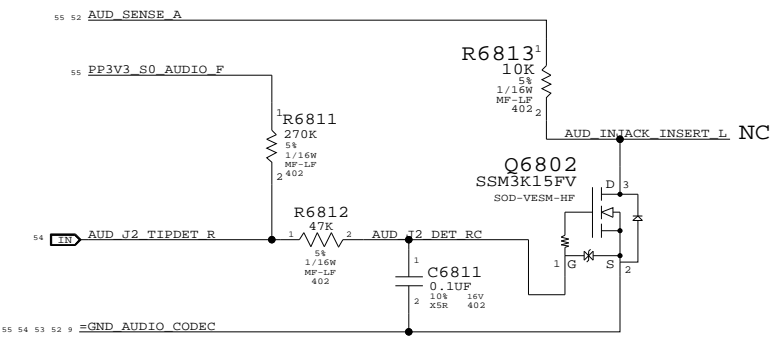 55 52 AUD_SENSE_A
R6813 1
10K
5%
1/16W
MF-LF
402 2
55 PP3V3_S0_AUDIO_F
1 R6811
270K
5%
1/16W
MF-LF
2 402
AUD_INJACK_INSERT_L NC
Q6802
SSM3K15FV
SOD-VESM-HF
D 3
R6812
47K
54 IN AUD_J2_TIPDET_R
1 2 AUD_J2_DET_RC
5%
1/16W
MF-LF
402
1 G S 2
1
C6811
0.1UF
10% 16V
2 X5R 402
55 54 53 52 9 =GND_AUDIO_CODEC